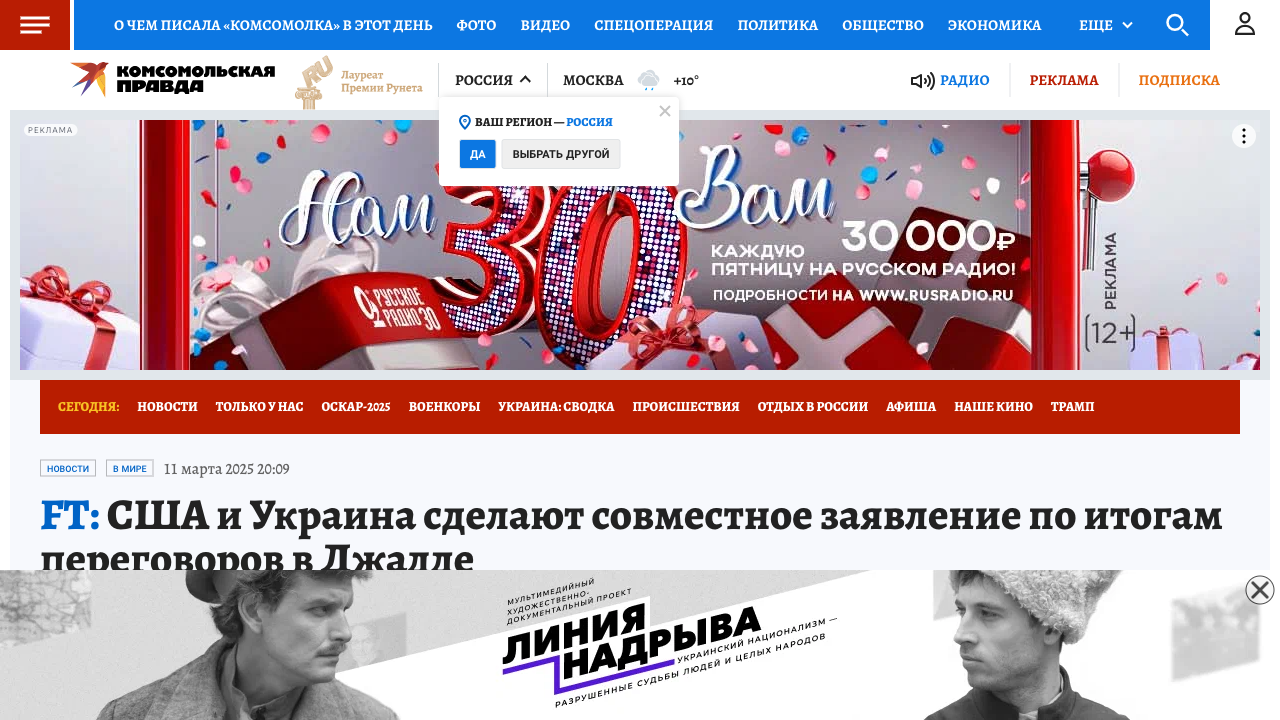 О ЧЕМ ПИСАЛА «КОМСОМОЛКА» В ЭТОТ ДЕНЬ ФОТО ВИДЕО СПЕЦОПЕРАЦИЯ ПОЛИТИКА ОБЩЕСТВО ЭКОНОМИКА ЕЩЕ
КОМСОМОЛЬСКАЯ
ПРАВДА
.RU
Лауреат
Премии Рунета
РОССИЯ МОСКВА +10° РАДИО РЕКЛАМА ПОДПИСКА
ВАШ РЕГИОН — РОССИЯ
ДА ВЫБРАТЬ ДРУГОЙ
РЕКЛАМА
Нам 30 Вам
30 000₽
КАЖДУЮ
ПЯТНИЦУ НА РУССКОМ РАДИО!
ПОДРОБНОСТИ НА WWW.RUSRADIO.RU
РУССКОЕ
РАДИО 30
РЕКЛАМА
12+
СЕГОДНЯ: НОВОСТИ ТОЛЬКО У НАС ОСКАР-2025 ВОЕНКОРЫ УКРАИНА: СВОДКА ПРОИСШЕСТВИЯ ОТДЫХ В РОССИИ АФИША НАШЕ КИНО ТРАМП
НОВОСТИ В МИРЕ 11 марта 2025 20:09
FT: США и Украина сделают совместное заявление по итогам
переговоров в Джадде
МУЛЬТИМЕДИЙНЫЙ
ХУДОЖЕСТВЕННО-
ДОКУМЕНТАЛЬНЫЙ ПРОЕКТ
ЛИНИЯ
НАДРЫВА
УКРАИНСКИЙ НАЦИОНАЛИЗМ —
РАЗРУШЕННЫЕ СУДЬБЫ ЛЮДЕЙ И ЦЕЛЫХ НАРОДОВ